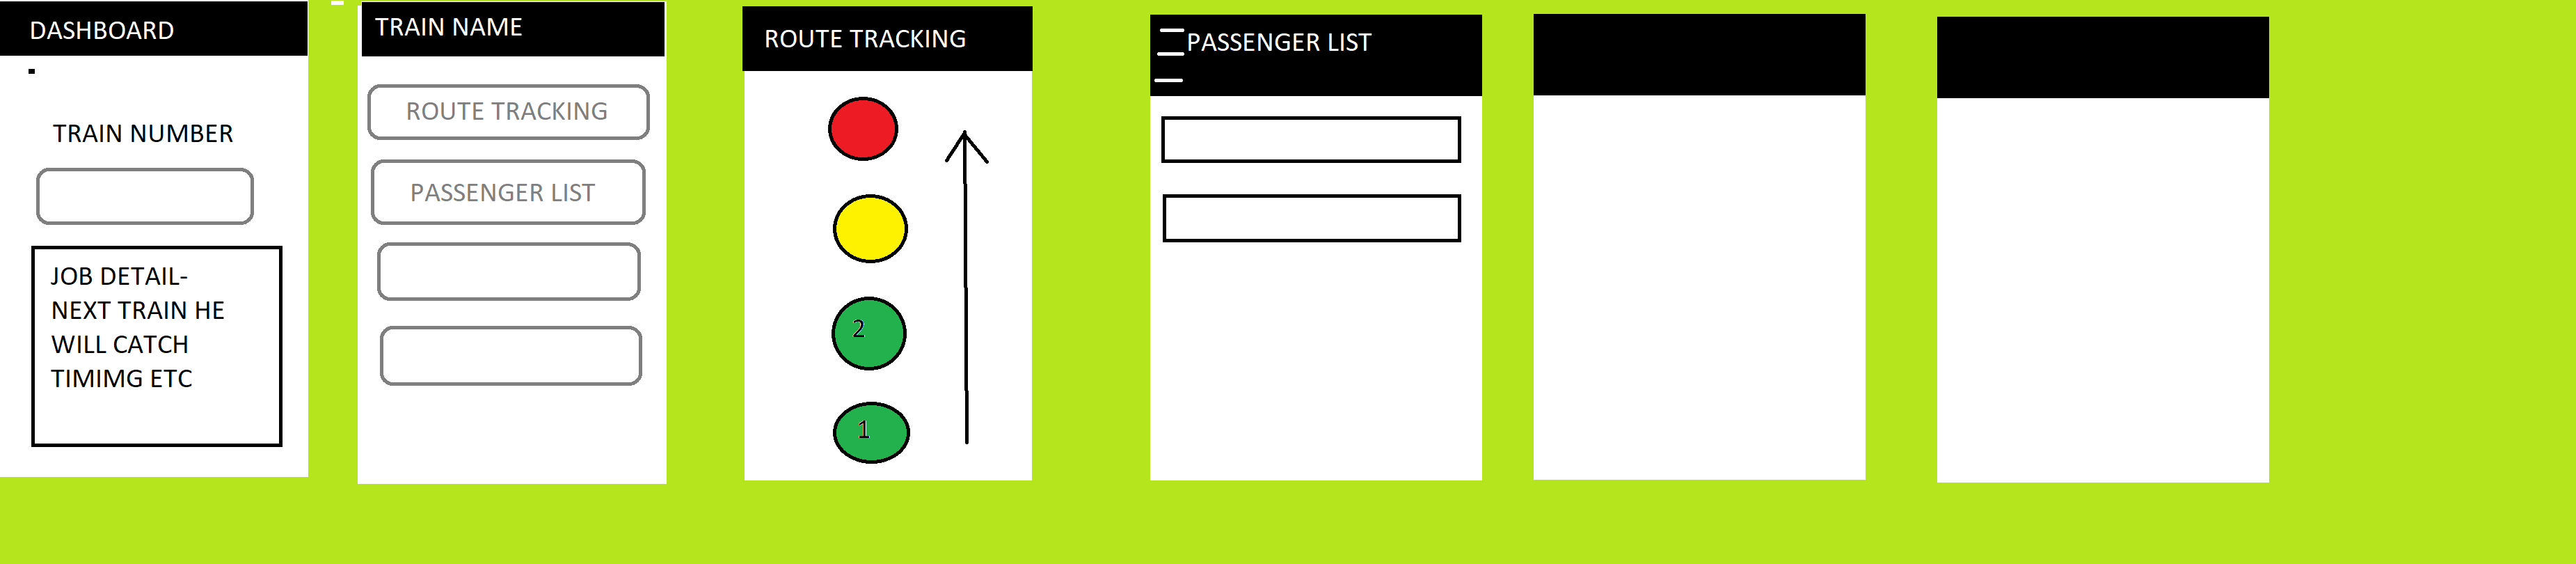 DASHBOARD
TRAIN NUMBER
JOB DETAIL-
NEXT TRAIN HE
WILL CATCH
TIMIMG ETC
TRAIN NAME
ROUTE TRACKING
PASSENGER LIST
ROUTE TRACKING
2
1
PASSENGER LIST